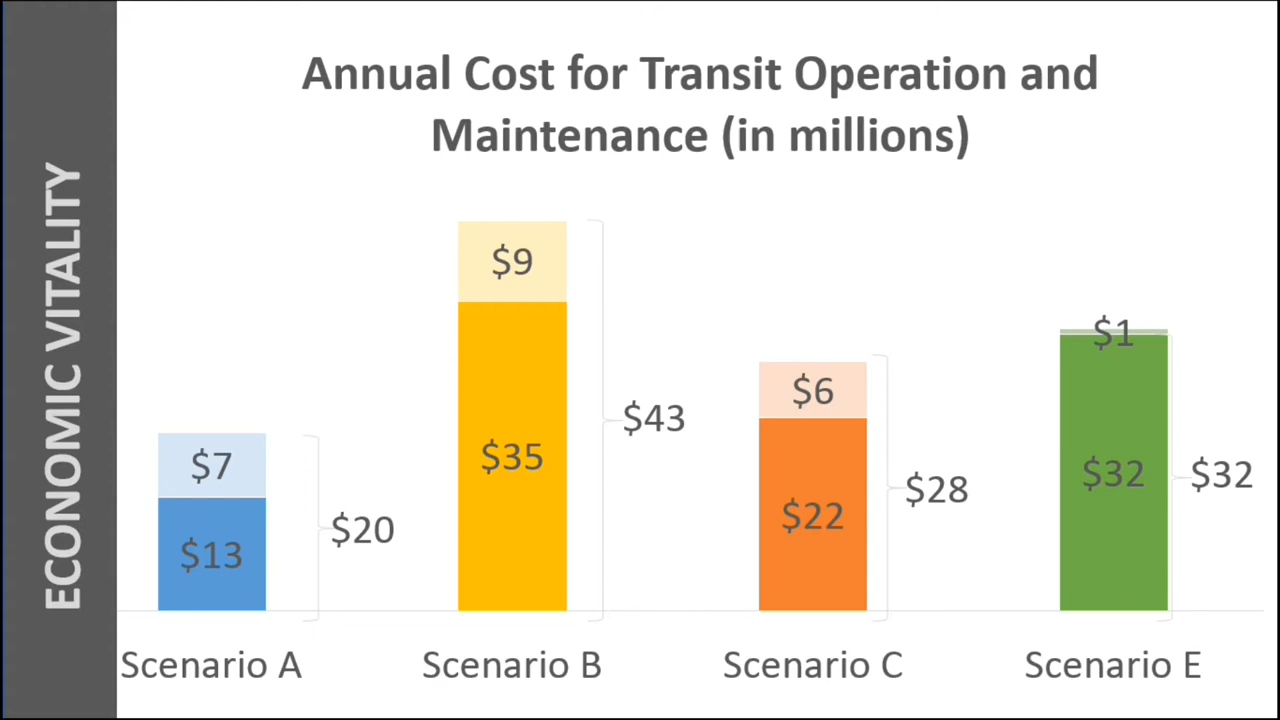 ECONOMIC VITALITY
Annual Cost for Transit Operation and
Maintenance (in millions)
$7
$13
$20
$9
$35
$43
$6
$22
$28
$1
$32
$32
Scenario A
Scenario B
Scenario C
Scenario E